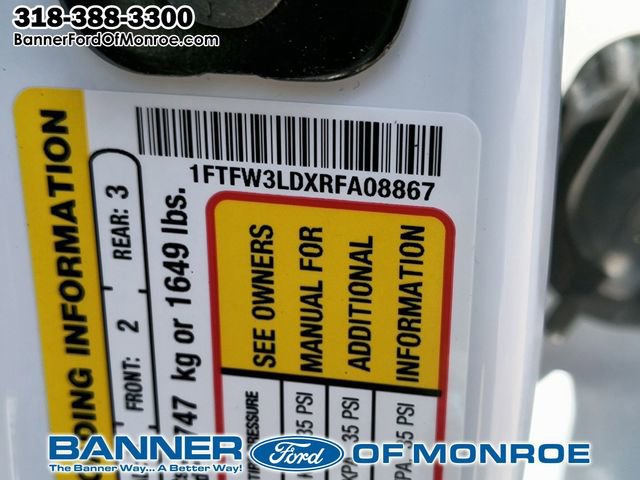 318-388-3300
BannerFordOfMonroe.com
1FTFW3LDXRFA08867
DING INFORMATION
FRONT: 2 REAR: 3
747 kg or 1649 lbs.
SEE OWNERS
MANUAL FOR
ADDITIONAL
INFORMATION
PRESSURE
35 PSI
35 PSI
35 PSI
BANNER Ford OF MONROE
The Banner Way... A Better Way!